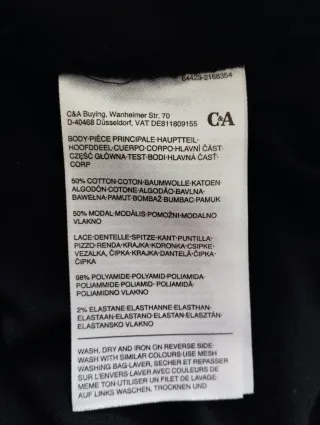 64423-2168354
C&A Buying, Wanheimer Str. 70
D-40468 Düsseldorf, VAT DE811809155
C&A
BODY·PIÈCE PRINCIPALE·HAUPTTEIL·
HOOFDDEEL·CUERPO·CORPO·HLAVNÍ ČÁST·
CZĘŚĆ GŁÓWNA·TEST·BODI·HLAVNÁ ČASŤ·
CORP
50% COTTON·COTON·BAUMWOLLE·KATOEN·
ALGODÓN·COTONE·ALGODÃO·BAVLNA·
BAWEŁNA·PAMUT·BOMBAŽ·BUMBAC·PAMUK
50% MODAL·MODÁLIS·POMOŽNI·MODALNO
VLAKNO
LACE·DENTELLE·SPITZE·KANT·PUNTILLA·
PIZZO·RENDA·KRAJKA·KORONKA·CSIPKE·
VEZALKA, ČIPKA·KRAJKA·DANTELĂ·ČIPKA·
ČIPKA
98% POLYAMIDE·POLYAMID·POLIAMIDA·
POLIAMMIDE·POLIAMID· POLIAMIDĂ·
POLIAMIDNO VLAKNO
2% ELASTANE·ELASTHANNE·ELASTHAN·
ELASTAAN·ELASTANO·ELASTAN·ELASZTÁN·
ELASTANSKO VLAKNO
WASH, DRY AND IRON ON REVERSE SIDE·
WASH WITH SIMILAR COLOURS·USE MESH
WASHING BAG·LAVER, SÉCHER ET REPASSER
SUR L'ENVERS·LAVER AVEC COULEURS DE
MEME TON·UTILISER UN FILET DE LAVAGE·
AUF LINKS WASCHEN, TROCKNEN UND